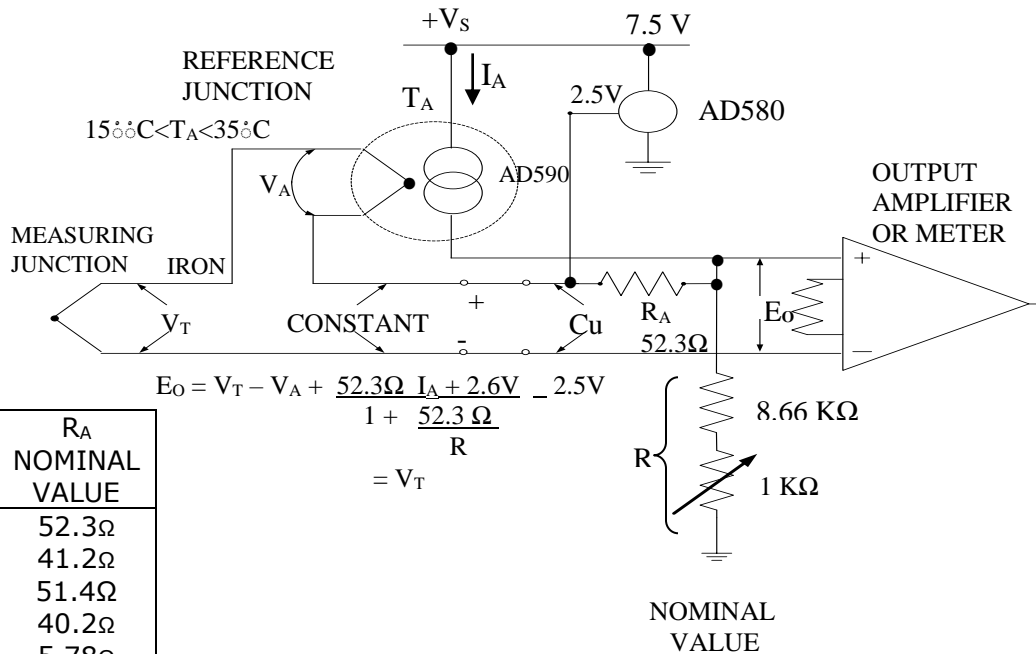 +VS
7.5 V
REFERENCE
JUNCTION
IA
TA
2.5V
AD580
15°°C<TA<35°C
AD590
VA
OUTPUT
AMPLIFIER
OR METER
MEASURING
JUNCTION
IRON
+
VT
CONSTANT
+
Cu
RA
EO
-
52.3Ω
—
EO = VT – VA + 52.3Ω IA + 2.6V – 2.5V
1 + 52.3 Ω
R
= VT
8.66 KΩ
R
1 KΩ
RA
NOMINAL
VALUE
52.3Ω
41.2Ω
51.4Ω
40.2Ω
5.78Ω
NOMINAL
VALUE